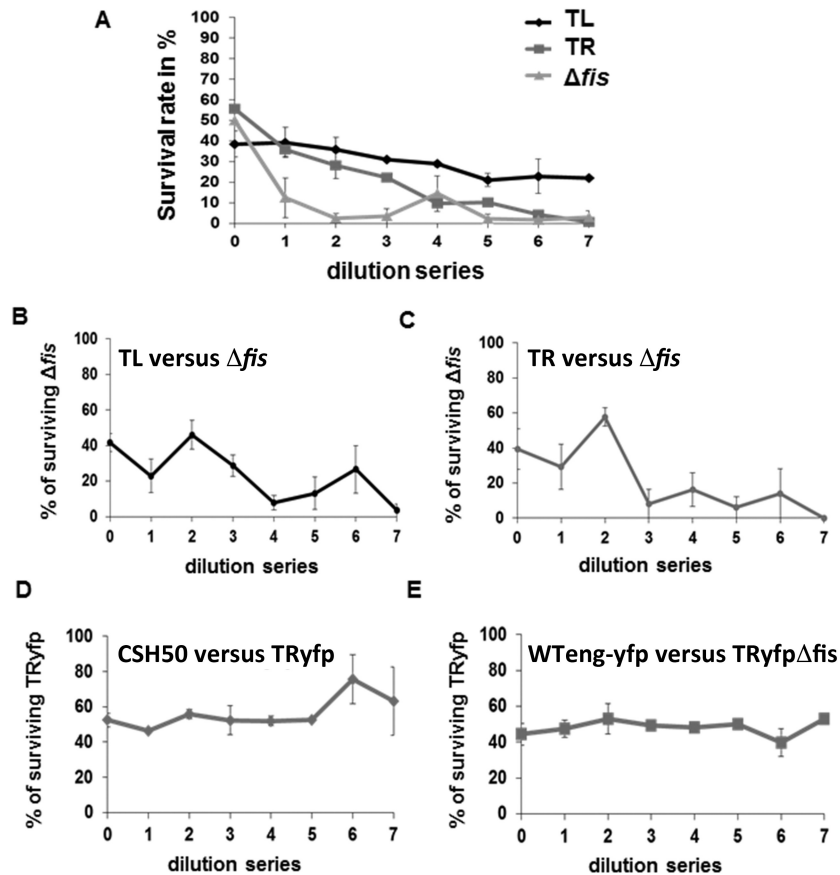 A
Survival rate in %
100
90
80
70
60
50
40
30
20
10
0
0 1 2 3 4 5 6 7
dilution series
TL
TR
Δfis
B
% of surviving Δfis
100
80
60
40
20
0
TL versus Δfis
0 1 2 3 4 5 6 7
dilution series
C
% of surviving Δfis
100
80
60
40
20
0
TR versus Δfis
0 1 2 3 4 5 6 7
dilution series
D
% of surviving TRyfp
100
80
60
40
20
0
CSH50 versus TRyfp
0 1 2 3 4 5 6 7
dilution series
E
% of surviving TRyfp
100
80
60
40
20
0
WTeng-yfp versus TRyfpΔfis
0 1 2 3 4 5 6 7
dilution series